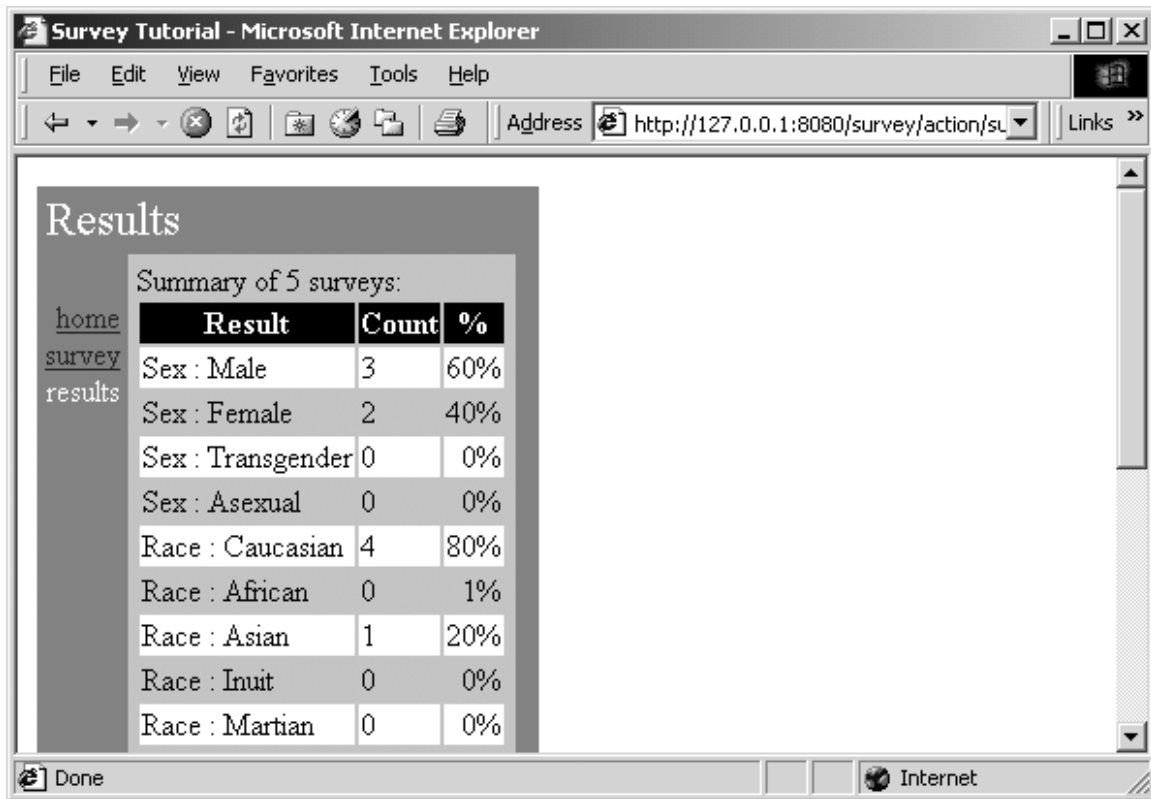 Survey Tutorial - Microsoft Internet Explorer
File Edit View Favorites Tools Help
Address http://127.0.0.1:8080/survey/action/su Links »
Results
Summary of 5 surveys:
home
survey
results
Result Count %
Sex : Male 3 60%
Sex : Female 2 40%
Sex : Transgender 0 0%
Sex : Asexual 0 0%
Race : Caucasian 4 80%
Race : African 0 1%
Race : Asian 1 20%
Race : Inuit 0 0%
Race : Martian 0 0%
Done Internet